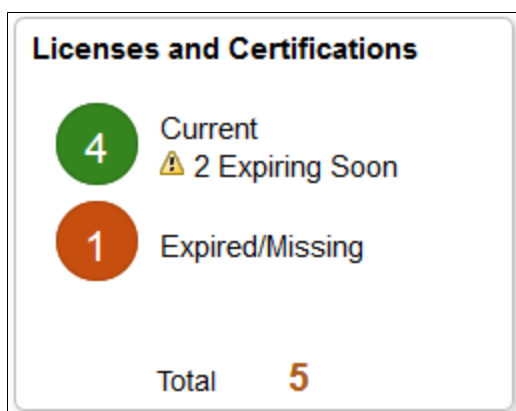 Licenses and Certifications
4 Current
2 Expiring Soon
1 Expired/Missing
Total 5